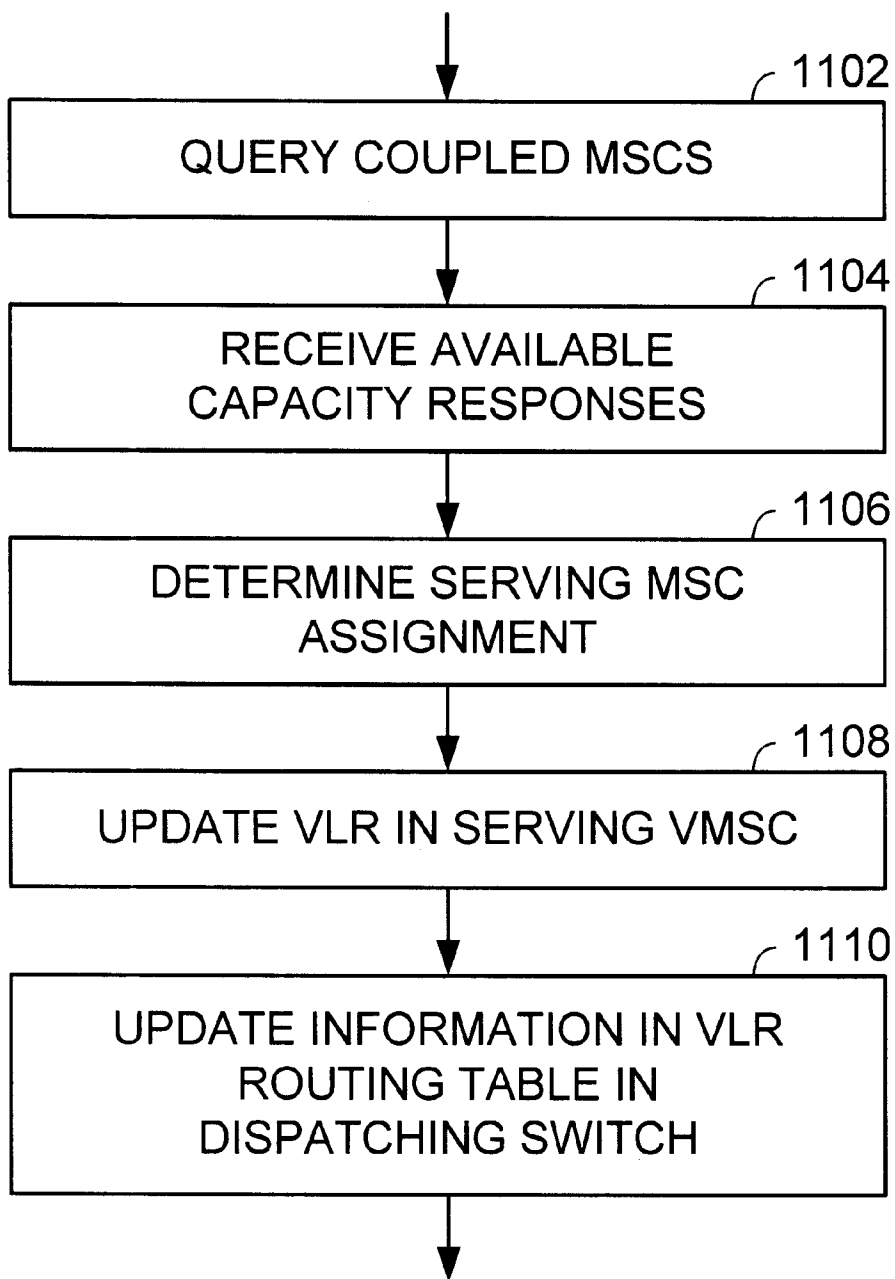 1102
QUERY COUPLED MSCS
1104
RECEIVE AVAILABLE
CAPACITY RESPONSES
1106
DETERMINE SERVING MSC
ASSIGNMENT
1108
UPDATE VLR IN SERVING VMSC
1110
UPDATE INFORMATION IN VLR
ROUTING TABLE IN
DISPATCHING SWITCH